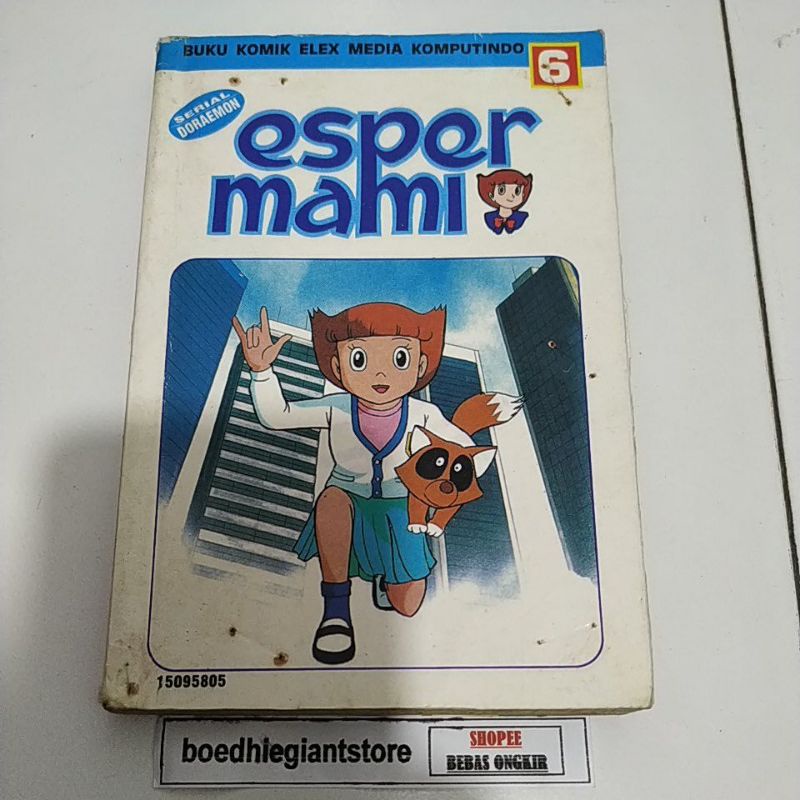 BUKU KOMIK ELEX MEDIA KOMPUTINDO
6
SERIAL
DORAEMON
esper
mami
15095805
boedhiegiantstore
SHOPEE
BEBAS ONGKIR